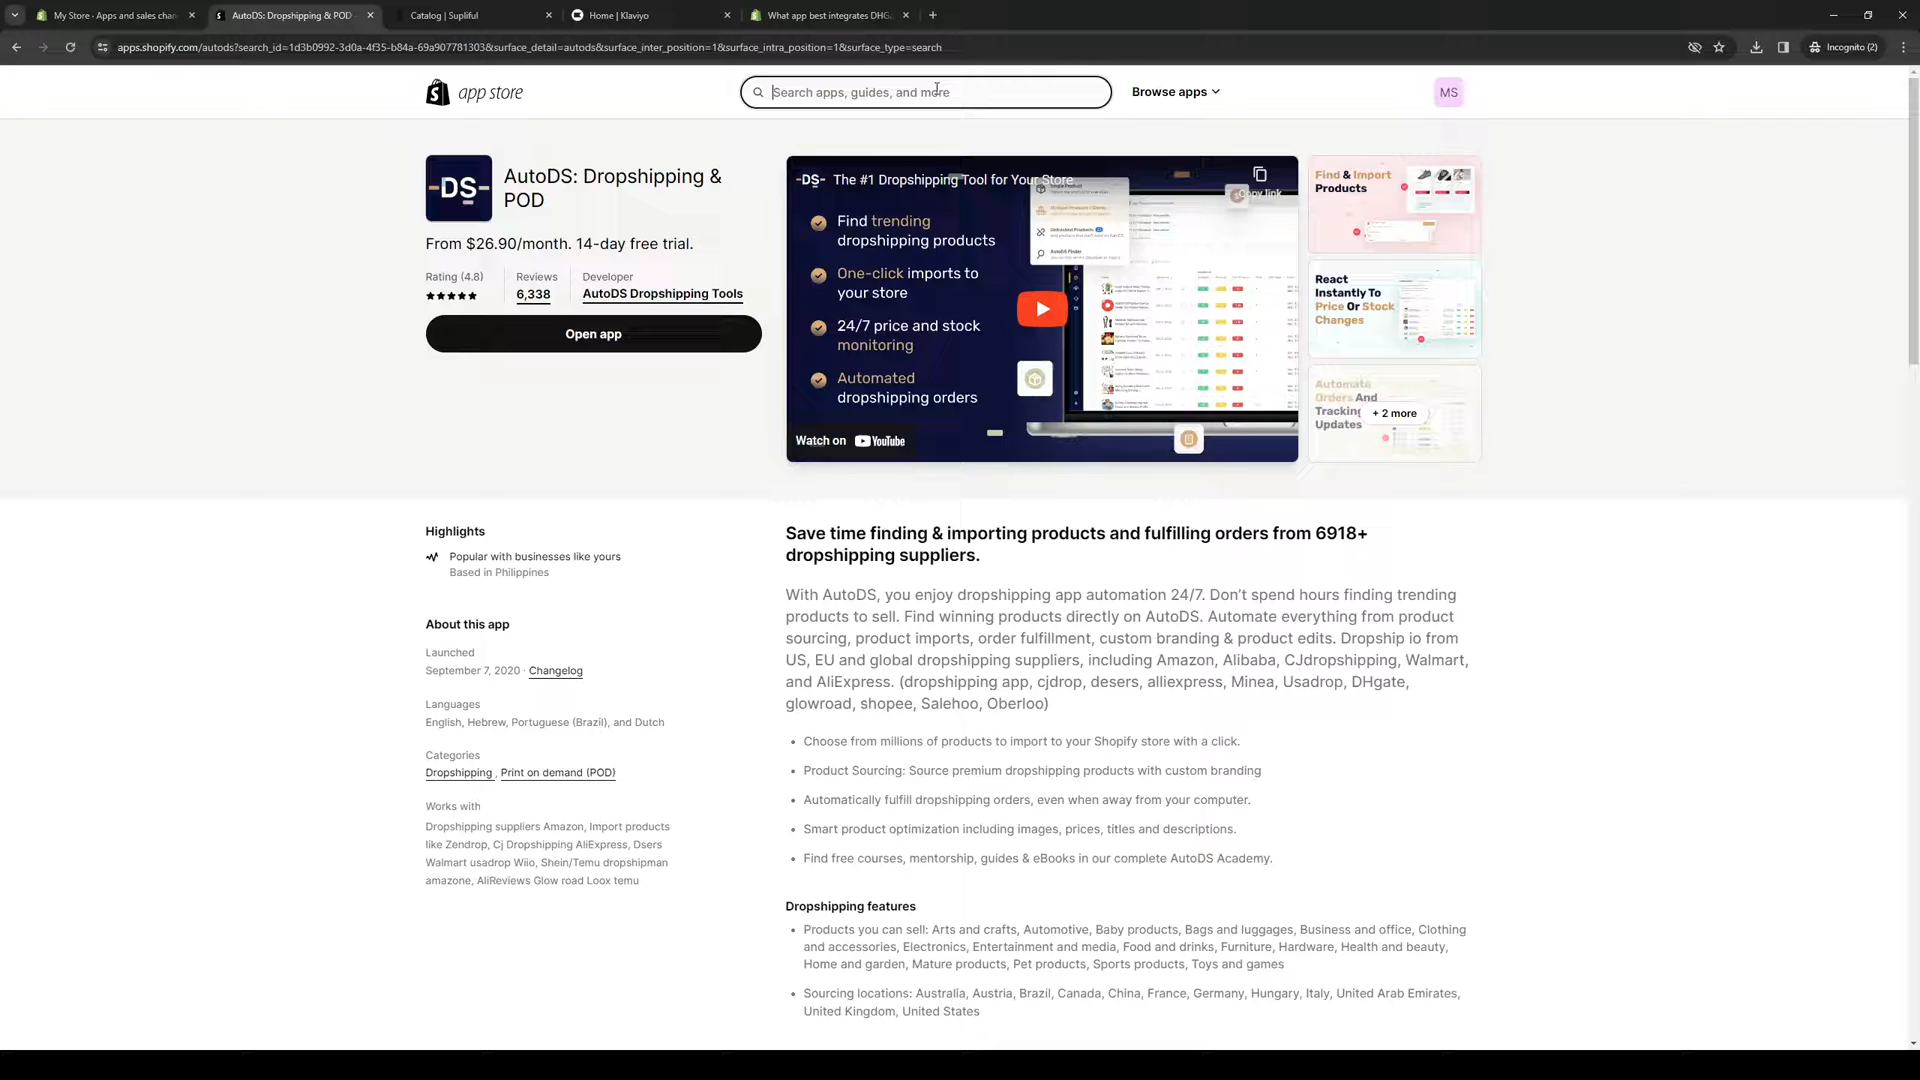 My Store · Apps and sales chan
AutoDS: Dropshipping & POD -
Catalog | Supliful
Home | Klaviyo
What app best integrates DHG
apps.shopify.com/autods?search_id=1d3b0992-3d0a-4f35-b84a-69a907781303&surface_detail=autods&surface_inter_position=1&surface_intra_position=1&surface_type=search
Incognito (2)
app store
Search apps, guides, and more
Browse apps
MS
-DS-
AutoDS: Dropshipping &
POD
From $26.90/month. 14-day free trial.
Rating (4.8)
Reviews
Developer
6,338
AutoDS Dropshipping Tools
Open app
-DS- The #1 Dropshipping Tool for Your Store
Copy link
Find trending
dropshipping products
One-click imports to
your store
24/7 price and stock
monitoring
Automated
dropshipping orders
Watch on YouTube
Find & Import
Products
React
Instantly To
Price Or Stock
Changes
Automate
Orders And
Tracking
Updates
+ 2 more
Highlights
Popular with businesses like yours
Based in Philippines
About this app
Launched
September 7, 2020 · Changelog
Languages
English, Hebrew, Portuguese (Brazil), and Dutch
Categories
Dropshipping , Print on demand (POD)
Works with
Dropshipping suppliers Amazon, Import products
like Zendrop, Cj Dropshipping AliExpress, Dsers
Walmart usadrop Wiio, Shein/Temu dropshipman
amazone, AliReviews Glow road Loox temu
Save time finding & importing products and fulfilling orders from 6918+
dropshipping suppliers.
With AutoDS, you enjoy dropshipping app automation 24/7. Don’t spend hours finding trending
products to sell. Find winning products directly on AutoDS. Automate everything from product
sourcing, product imports, order fulfillment, custom branding & product edits. Dropship io from
US, EU and global dropshipping suppliers, including Amazon, Alibaba, CJdropshipping, Walmart,
and AliExpress. (dropshipping app, cjdrop, desers, alliexpress, Minea, Usadrop, DHgate,
glowroad, shopee, Salehoo, Oberloo)
• Choose from millions of products to import to your Shopify store with a click.
• Product Sourcing: Source premium dropshipping products with custom branding
• Automatically fulfill dropshipping orders, even when away from your computer.
• Smart product optimization including images, prices, titles and descriptions.
• Find free courses, mentorship, guides & eBooks in our complete AutoDS Academy.
Dropshipping features
• Products you can sell: Arts and crafts, Automotive, Baby products, Bags and luggages, Business and office, Clothing
and accessories, Electronics, Entertainment and media, Food and drinks, Furniture, Hardware, Health and beauty,
Home and garden, Mature products, Pet products, Sports products, Toys and games
• Sourcing locations: Australia, Austria, Brazil, Canada, China, France, Germany, Hungary, Italy, United Arab Emirates,
United Kingdom, United States